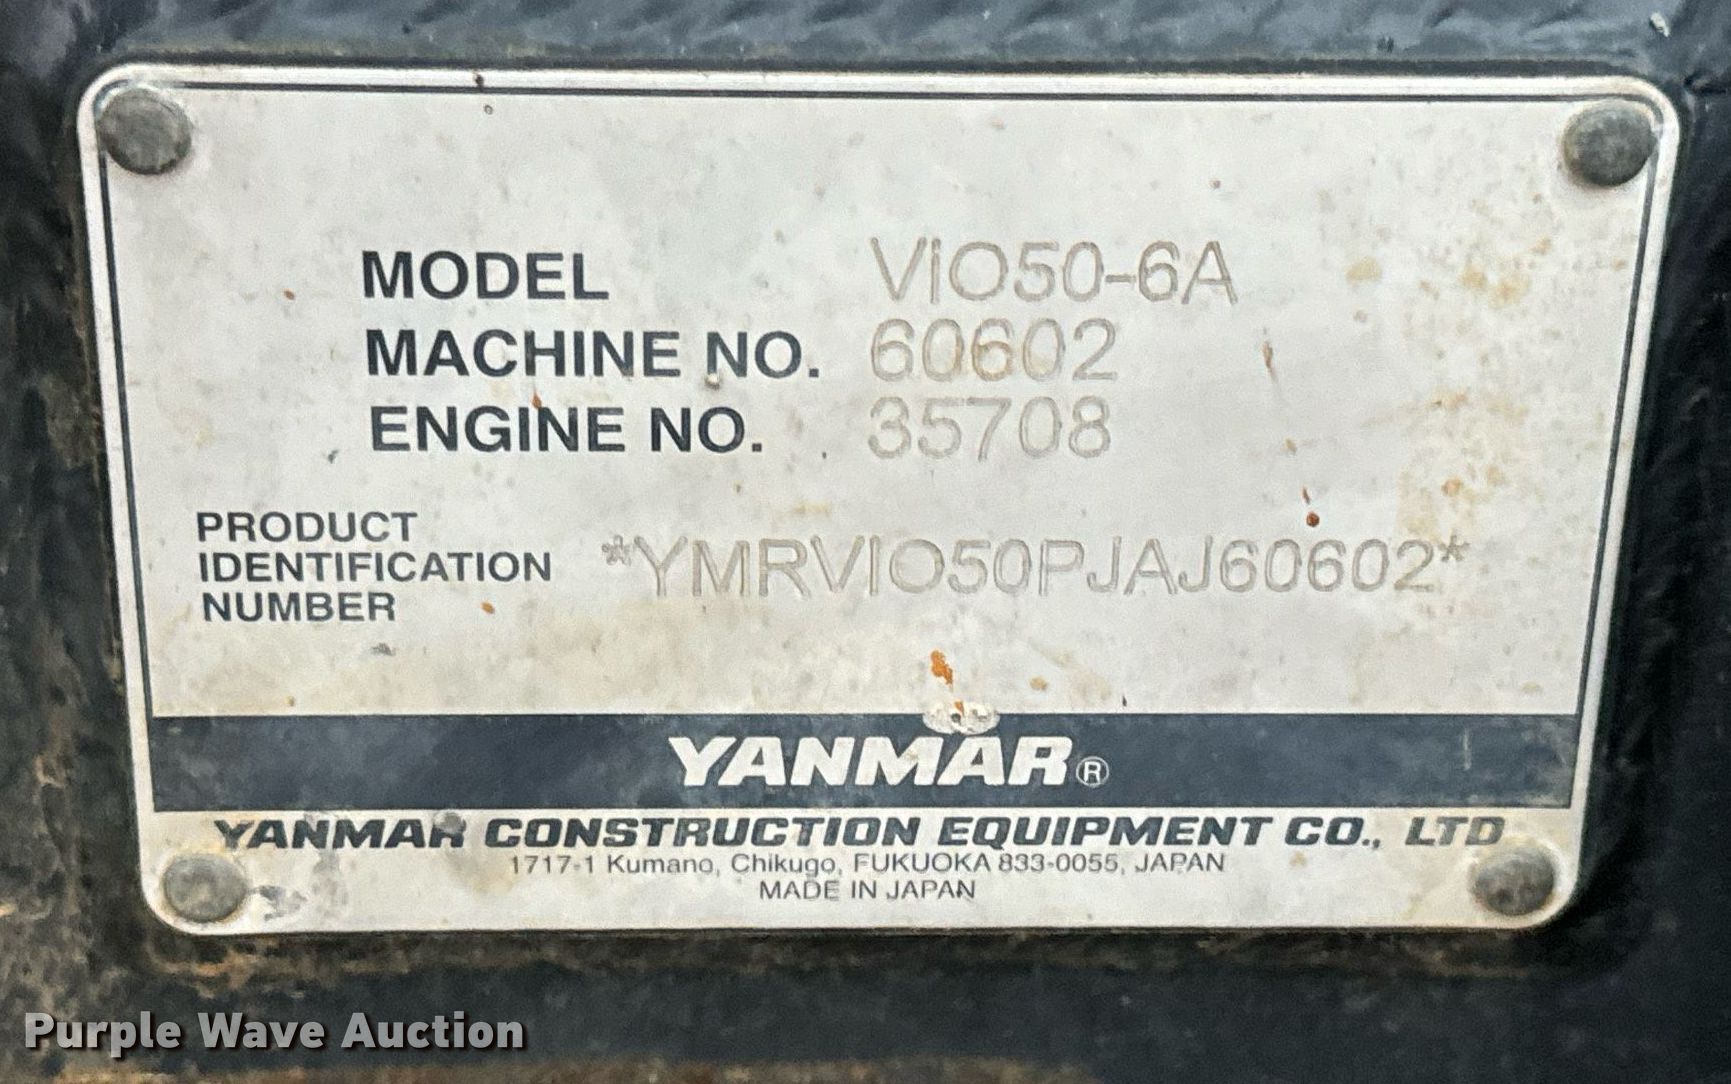 MODEL ViO50-6A
MACHINE NO. 60602
ENGINE NO. 35708
PRODUCT
IDENTIFICATION
NUMBER
*YMRVIO50PJAJ60602*
YANMAR®
YANMAR CONSTRUCTION EQUIPMENT CO., LTD
1717-1 Kumano, Chikugo, FUKUOKA 833-0055, JAPAN
MADE IN JAPAN
Purple Wave Auction